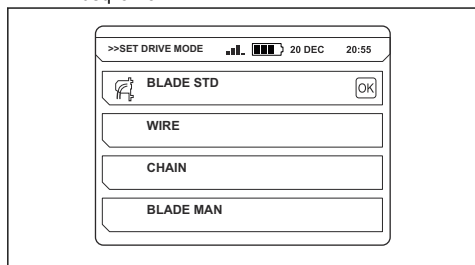 >>SET DRIVE MODE 20 DEC 20:55
BLADE STD OK
WIRE
CHAIN
BLADE MAN